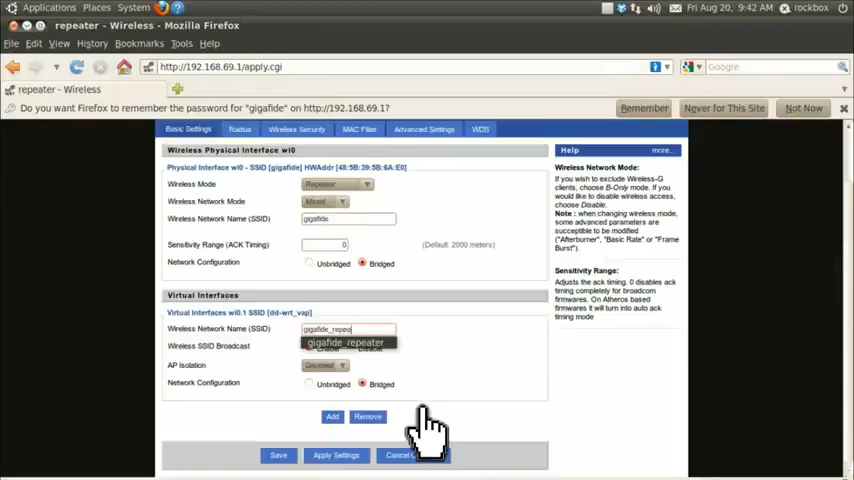 Applications Places System Fri Aug 20, 9:42 AM rockbox
repeater - Wireless - Mozilla Firefox
File Edit View History Bookmarks Tools Help
http://192.168.69.1/apply.cgi Google
repeater - Wireless
Do you want Firefox to remember the password for "gigafide" on http://192.168.69.1? Remember Never for This Site Not Now
Basic Settings Radius Wireless Security MAC Filter Advanced Settings WDS
Wireless Physical Interface wl0
Physical Interface wl0 - SSID [gigafide] HWAddr [48:5B:39:5B:6A:E0]
Wireless Mode Repeater
Wireless Network Mode Mixed
Wireless Network Name (SSID) gigafide
Sensitivity Range (ACK Timing) 0 (Default: 2000 meters)
Network Configuration Unbridged Bridged
Virtual Interfaces
Virtual Interfaces wl0.1 SSID [dd-wrt_vap]
Wireless Network Name (SSID) gigafide_repea
gigafide_repeater
Wireless SSID Broadcast
AP Isolation Disabled
Network Configuration Unbridged Bridged
Add Remove
Save Apply Settings Cancel
Help more...
Wireless Network Mode:
If you wish to exclude Wireless-G
clients, choose B-Only mode. If you
would like to disable wireless access,
choose Disable.
Note : when changing wireless mode,
some advanced parameters are
susceptible to be modified
("Afterburner", "Basic Rate" or "Frame
Burst").
Sensitivity Range:
Adjusts the ack timing. 0 disables ack
timing completely for broadcom
firmwares. On Atheros based
firmwares it will turn into auto ack
timing mode